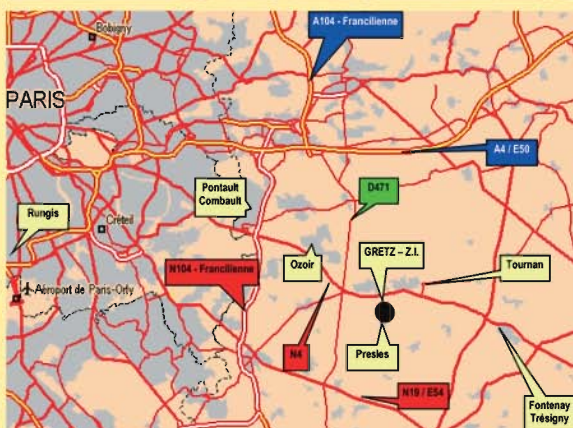 Bobigny
A104 - Francilienne
PARIS
A4 / E50
Pontault
Combault
D471
Rungis
Créteil
Ozoir
GRETZ – Z.I.
Tournan
N104 - Francilienne
Aéroport de Paris-Orly
N4
Presles
N19 / E54
Fontenay
Trésigny